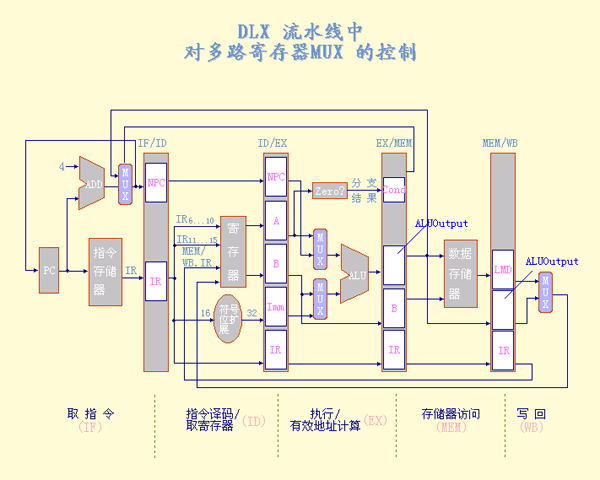 DLX 流水线中
对多路寄存器MUX 的控制
IF/ID
ID/EX
EX/MEM
MEM/WB
4
ADD
MUX
NPC
NPC
Zero?
分 支
结 果
Cond
PC
指令
存储
器
IR
IR
IR6...10
IR11...15
MEM/
WB.IR
寄
存
器
A
B
MUX
MUX
ALU
ALUOutput
数据
存储
器
LMD
ALUOutput
MUX
16
符号
位扩
展
32
Imm
B
IR
IR
IR
取 指 令
(IF)
指令译码/
取寄存器
(ID)
执行/
有效地址计算
(EX)
存储器访问
(MEM)
写 回
(WB)